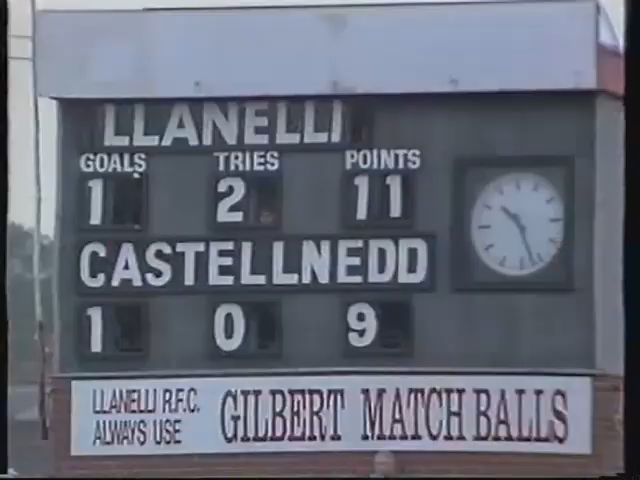 LLANELLI
GOALS TRIES POINTS
1 2 11
CASTELLNEDD
1 0 9
LLANELLI R.F.C. ALWAYS USE GILBERT MATCH BALLS